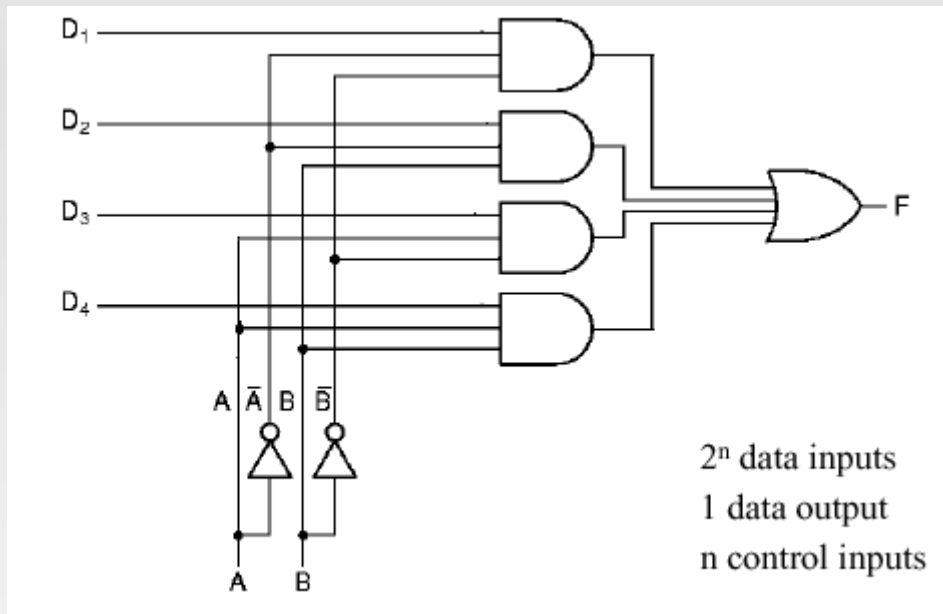 D₁
D₂
F
D₃
D₄
A A̅ B B̅
2ⁿ data inputs
1 data output
n control inputs
A B